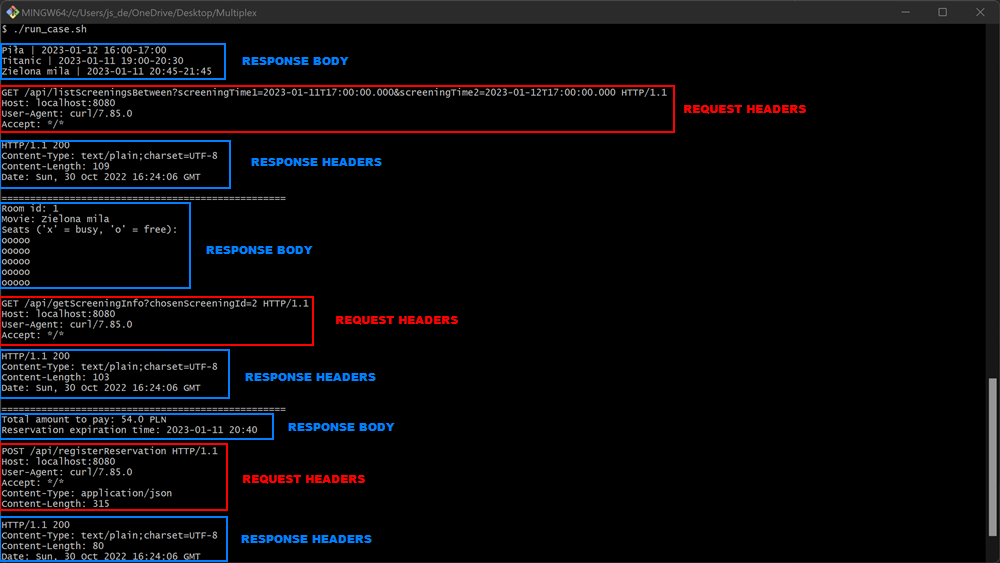 MINGW64:/c/Users/js_de/OneDrive/Desktop/Multiplex
$ ./run_case.sh
Piła | 2023-01-12 16:00-17:00
Titanic | 2023-01-11 19:00-20:30
Zielona mila | 2023-01-11 20:45-21:45
RESPONSE BODY
GET /api/listScreeningsBetween?screeningTime1=2023-01-11T17:00:00.000&screeningTime2=2023-01-12T17:00:00.000 HTTP/1.1
Host: localhost:8080
User-Agent: curl/7.85.0
Accept: */*
REQUEST HEADERS
HTTP/1.1 200
Content-Type: text/plain;charset=UTF-8
Content-Length: 109
Date: Sun, 30 Oct 2022 16:24:06 GMT
RESPONSE HEADERS
=================================================
Room id: 1
Movie: Zielona mila
Seats ('x' = busy, 'o' = free):
ooooo
ooooo
ooooo
ooooo
ooooo
RESPONSE BODY
GET /api/getScreeningInfo?chosenScreeningId=2 HTTP/1.1
Host: localhost:8080
User-Agent: curl/7.85.0
Accept: */*
REQUEST HEADERS
HTTP/1.1 200
Content-Type: text/plain;charset=UTF-8
Content-Length: 103
Date: Sun, 30 Oct 2022 16:24:06 GMT
RESPONSE HEADERS
=================================================
Total amount to pay: 54.0 PLN
Reservation expiration time: 2023-01-11 20:40
RESPONSE BODY
POST /api/registerReservation HTTP/1.1
Host: localhost:8080
User-Agent: curl/7.85.0
Accept: */*
Content-Type: application/json
Content-Length: 315
REQUEST HEADERS
HTTP/1.1 200
Content-Type: text/plain;charset=UTF-8
Content-Length: 80
Date: Sun, 30 Oct 2022 16:24:06 GMT
RESPONSE HEADERS